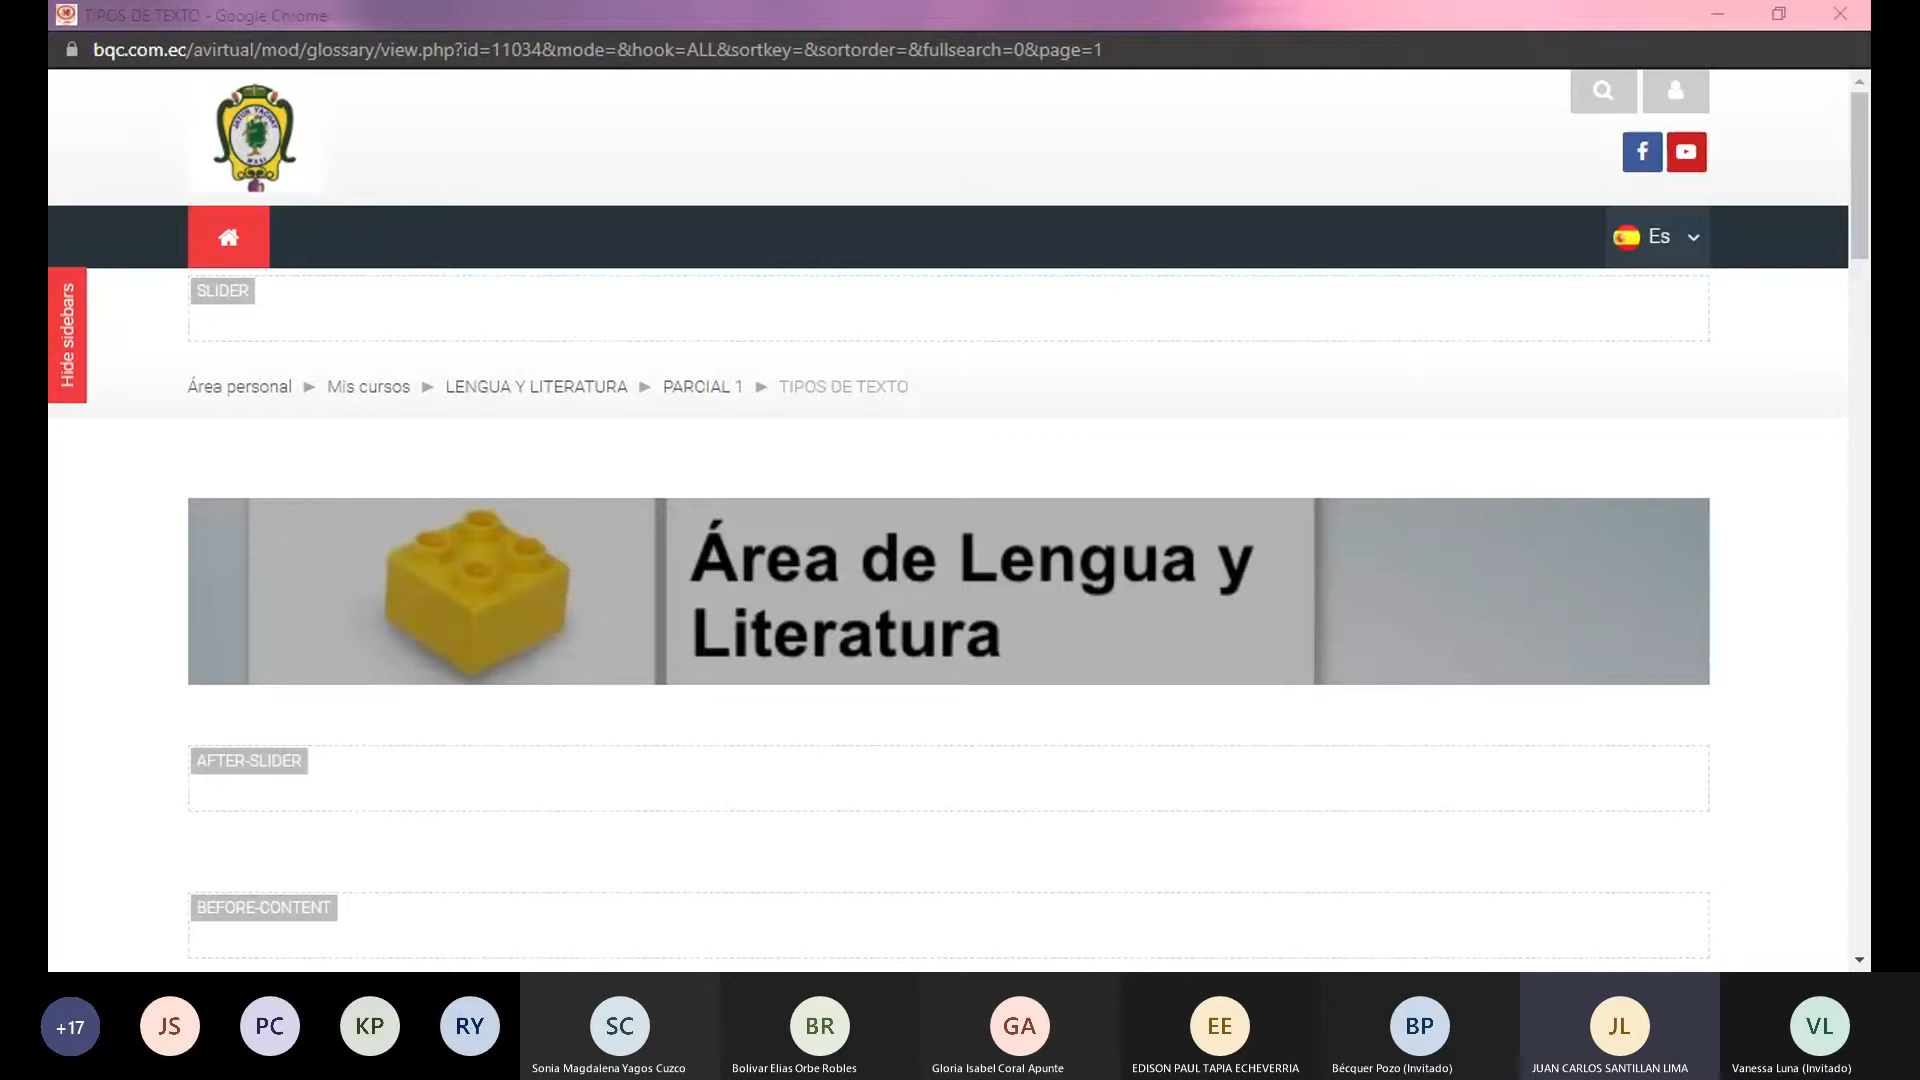 TIPOS DE TEXTO - Google Chrome
bqc.com.ec/avirtual/mod/glossary/view.php?id=11034&mode=&hook=ALL&sortkey=&sortorder=&fullsearch=0&page=1
JATUN YACHAY
WASI
Es
Hide sidebars
SLIDER
Área personal ► Mis cursos ► LENGUA Y LITERATURA ► PARCIAL 1 ► TIPOS DE TEXTO
Área de Lengua y
Literatura
AFTER-SLIDER
BEFORE-CONTENT
+17 JS PC KP RY SC BR GA EE BP JL VL
Sonia Magdalena Yagos Cuzco Bolivar Elias Orbe Robles Gloria Isabel Coral Apunte EDISON PAUL TAPIA ECHEVERRIA Bécquer Pozo (Invitado) JUAN CARLOS SANTILLAN LIMA Vanessa Luna (Invitado)